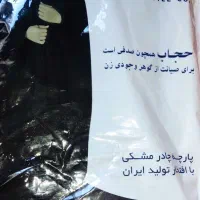 حجاب همچون صدفی است
برای صیانت از گوهر وجودی زن
پارچه چادر مشکی
با افتخار تولید ایران